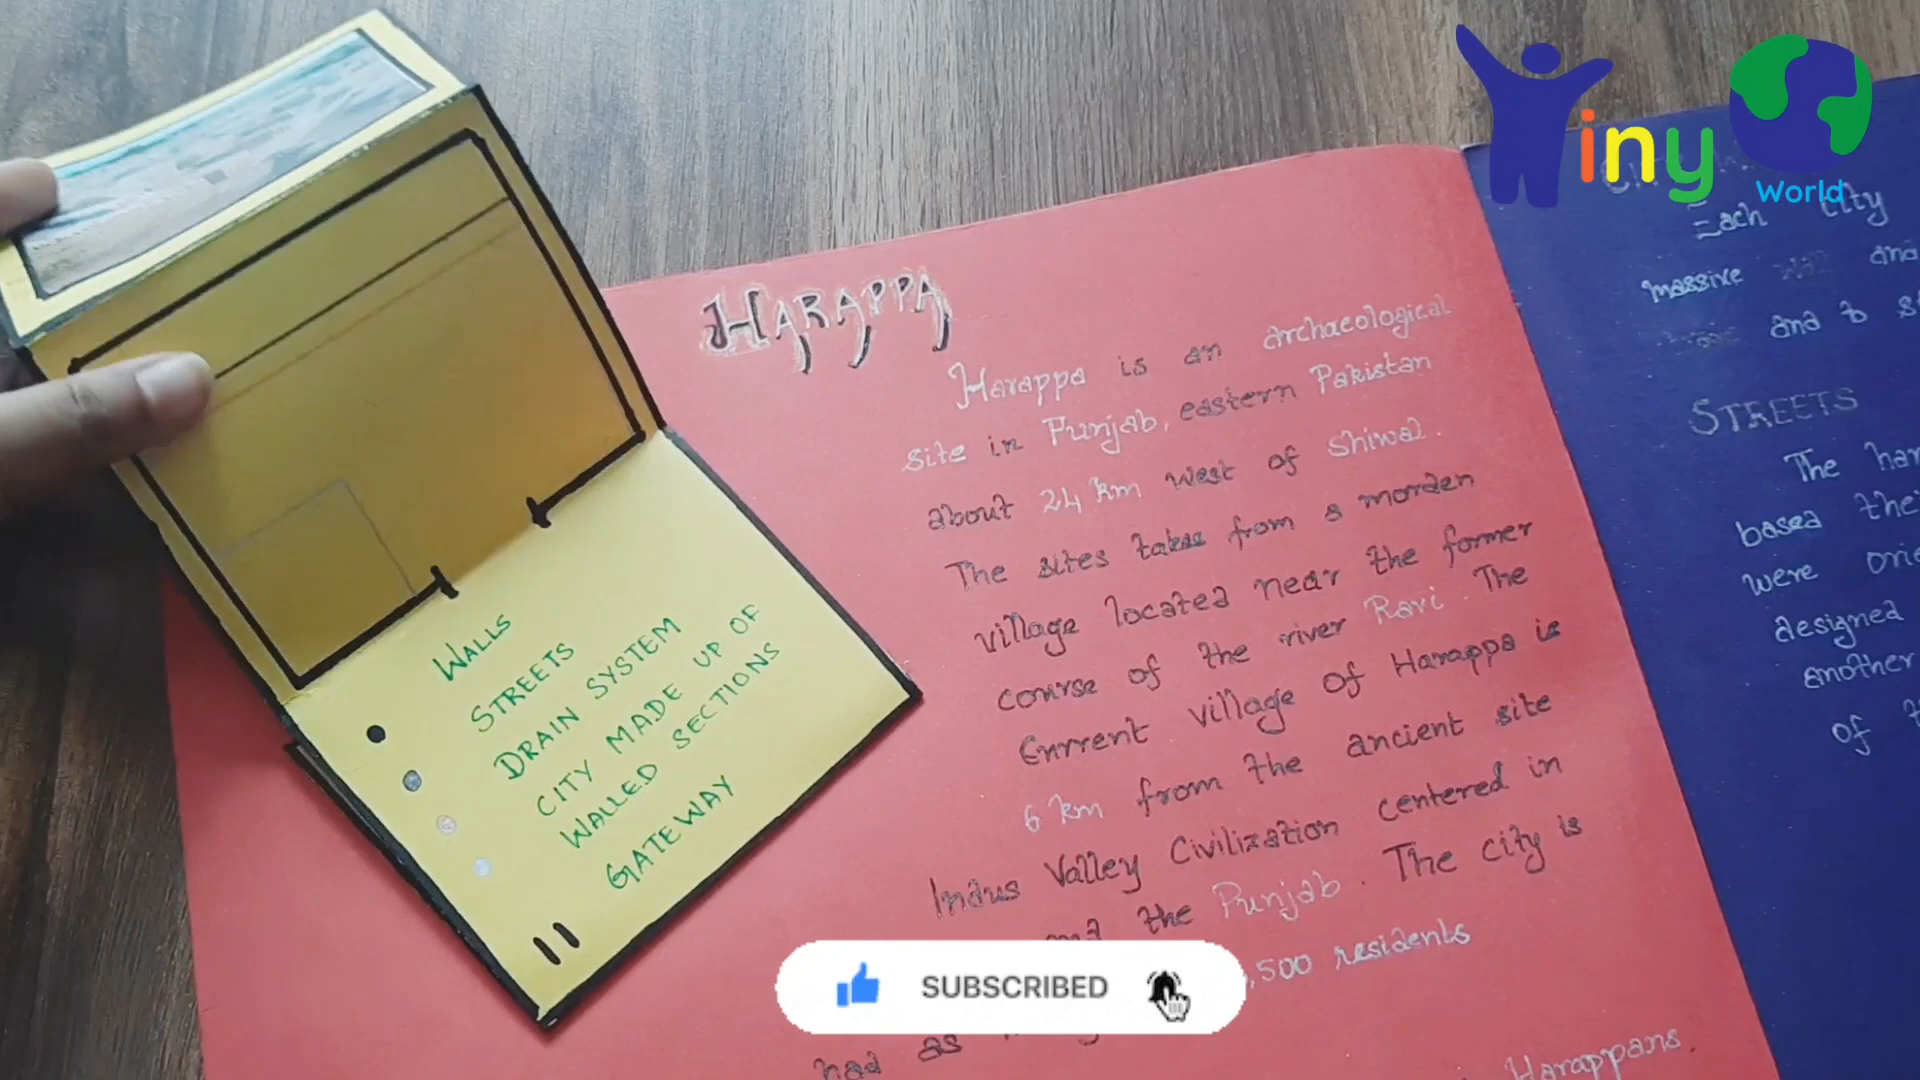 Tiny
World
WALLS
STREETS
DRAIN SYSTEM
CITY MADE UP OF
WALLED SECTIONS
GATEWAY
HARAPPA
Harappa is an archaeological
site in Punjab, eastern Pakistan
about 24 km west of Shiwal.
The sites takes from a morden
village located near the former
course of the river Ravi. The
Current village of Harappa is
6 km from the ancient site
Indus Valley Civilization centered in
and the Punjab. The city is
,500 residents
had as
Harappans.
SUBSCRIBED
Each City
massive and
and to s
STREETS
The har
based the
were orie
designed
another
of t